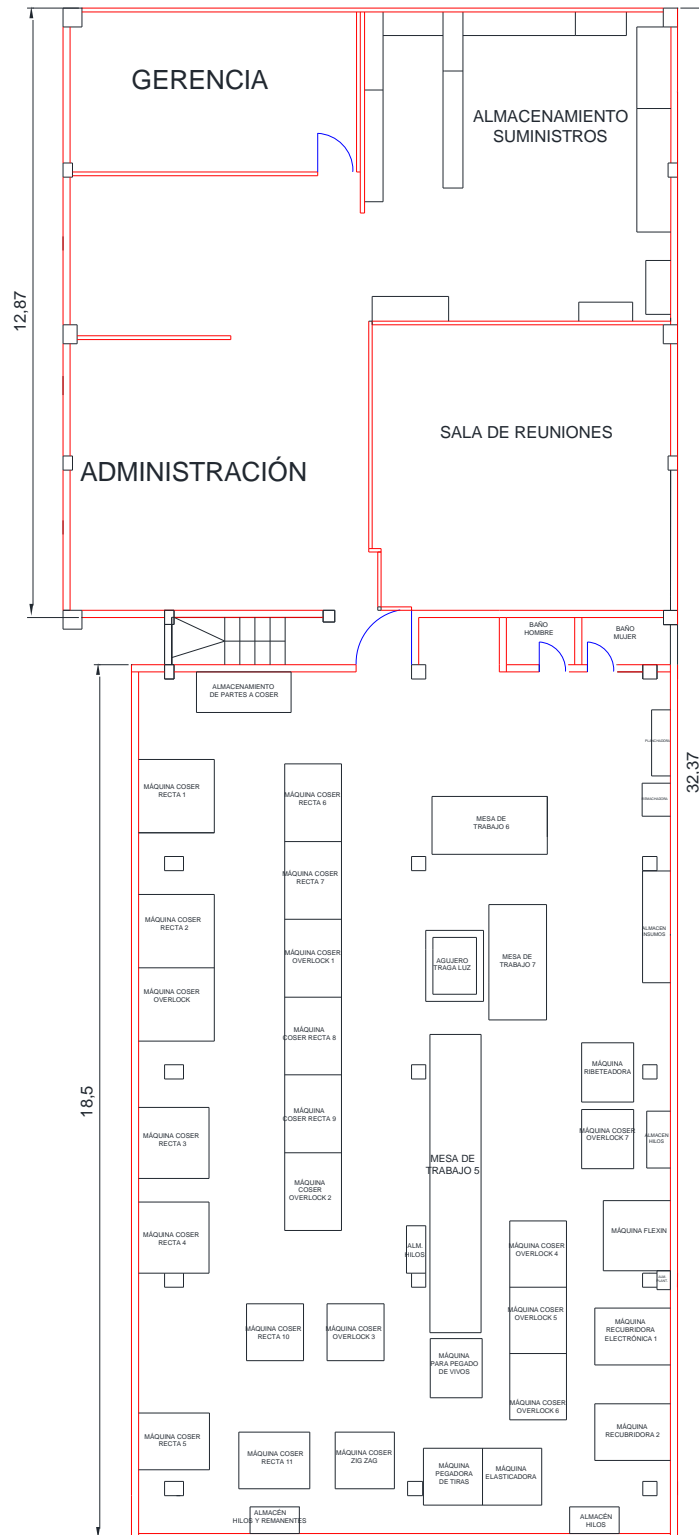 GERENCIA
ALMACENAMIENTO
SUMINISTROS
12,87
SALA DE REUNIONES
ADMINISTRACIÓN
BAÑO
HOMBRE
BAÑO
MUJER
ALMACENAMIENTO
DE PARTES A COSER
32,37
18,5
MÁQUINA COSER
RECTA 1
MÁQUINA COSER
RECTA 6
MESA DE
TRABAJO 6
MÁQUINA COSER
RECTA 7
MÁQUINA COSER
RECTA 2
ALMACEN
INSUMOS
MÁQUINA COSER
OVERLOCK 1
AGUJERO
TRAGA LUZ
MESA DE
TRABAJO 7
MÁQUINA COSER
OVERLOCK
MÁQUINA
COSER RECTA 8
MÁQUINA
RIBETEADORA
MÁQUINA
COSER RECTA 9
MÁQUINA COSER
RECTA 3
MÁQUINA COSER
OVERLOCK 7
ALMACEN
HILOS
MESA DE
TRABAJO 5
MÁQUINA
COSER
OVERLOCK 2
MÁQUINA COSER
RECTA 4
ALM.
HILOS
MÁQUINA COSER
OVERLOCK 4
MÁQUINA FLEXIN
MÁQUINA COSER
RECTA 10
MÁQUINA COSER
OVERLOCK 3
MÁQUINA COSER
OVERLOCK 5
MÁQUINA
RECUBRIDORA
ELECTRÓNICA 1
MÁQUINA
PARA PEGADO
DE VIVOS
MÁQUINA COSER
OVERLOCK 6
MÁQUINA COSER
RECTA 5
MÁQUINA COSER
RECTA 11
MÁQUINA COSER
ZIG ZAG
MÁQUINA
PEGADORA
DE TIRAS
MÁQUINA
ELASTICADORA
MÁQUINA
RECUBRIDORA 2
ALMACÉN
HILOS Y REMANENTES
ALMACÉN
HILOS